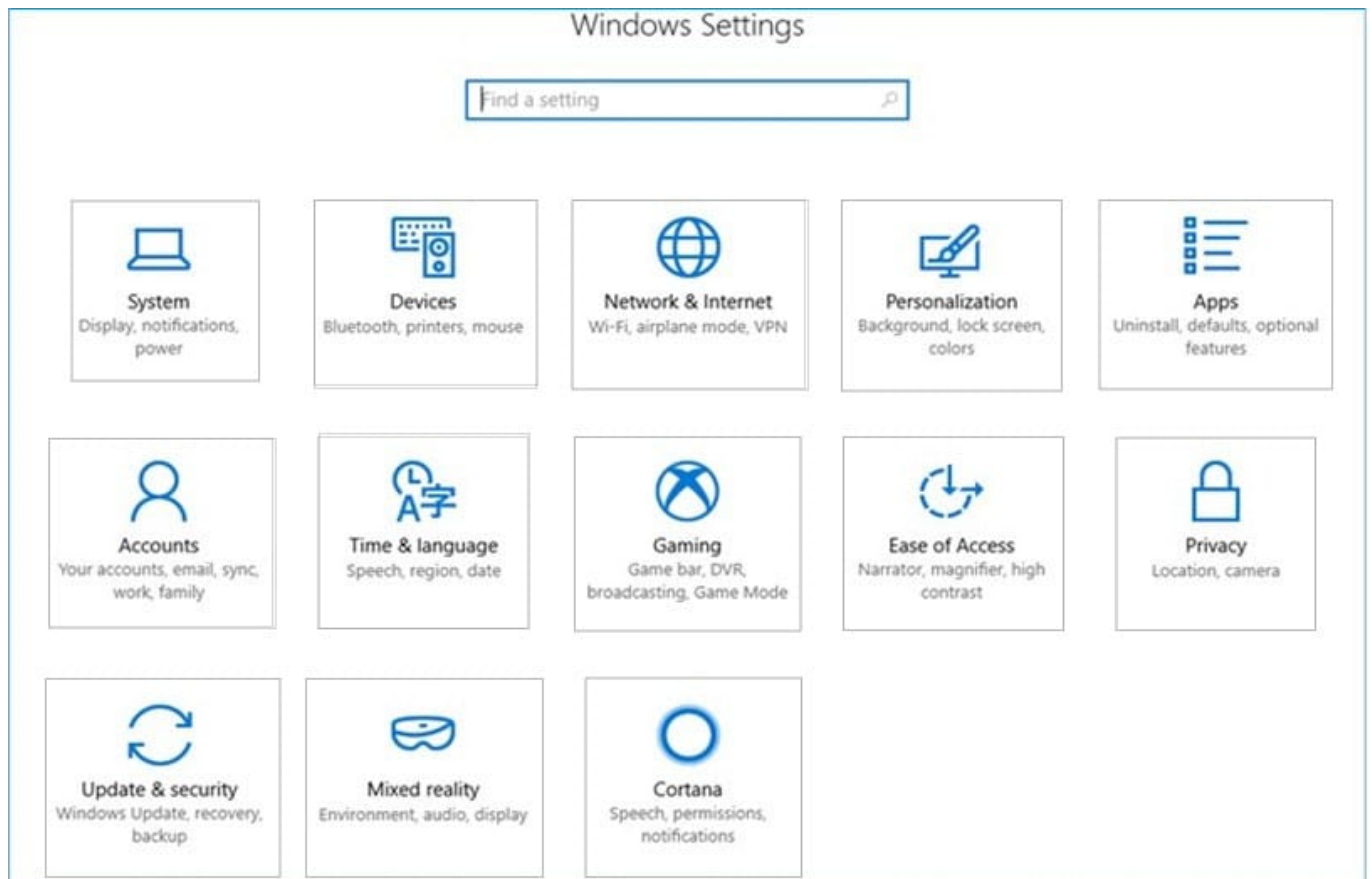 Windows Settings
Find a setting
System
Display, notifications,
power
Devices
Bluetooth, printers, mouse
Network & Internet
Wi-Fi, airplane mode, VPN
Personalization
Background, lock screen,
colors
Apps
Uninstall, defaults, optional
features
Accounts
Your accounts, email, sync,
work, family
Time & language
Speech, region, date
A字
Gaming
Game bar, DVR,
broadcasting, Game Mode
Ease of Access
Narrator, magnifier, high
contrast
Privacy
Location, camera
Update & security
Windows Update, recovery,
backup
Mixed reality
Environment, audio, display
Cortana
Speech, permissions,
notifications